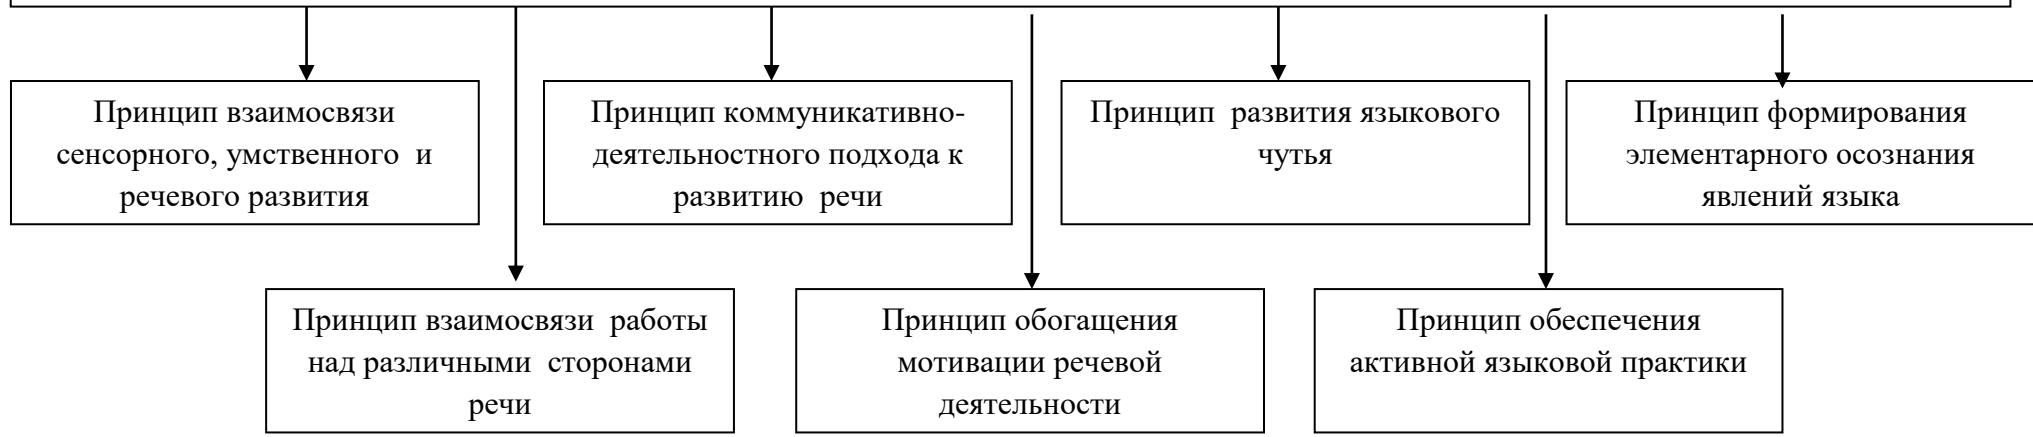 Принцип взаимосвязи
сенсорного, умственного и
речевого развития
Принцип коммуникативно-
деятельностного подхода к
развитию речи
Принцип развития языкового
чутья
Принцип формирования
элементарного осознания
явлений языка
Принцип взаимосвязи работы
над различными сторонами
речи
Принцип обогащения
мотивации речевой
деятельности
Принцип обеспечения
активной языковой практики